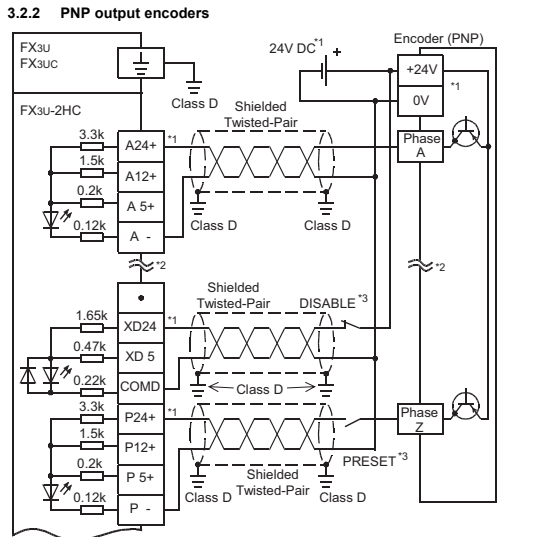 3.2.2 PNP output encoders
FX3U
FX3UC
24V DC*1 +
Encoder (PNP)
+24V
*1
0V
Class D
FX3U-2HC
Shielded
Twisted-Pair
3.3k A24+ *1
Phase
A
1.5k A12+
0.2k A 5+
0.12k A -
Class D
Class D
*2
*2
Shielded
Twisted-Pair
DISABLE*3
1.65k XD24 *1
0.47k XD 5
0.22k COMD
Class D
3.3k P24+ *1
Phase
Z
1.5k P12+
PRESET*3
0.2k P 5+
Shielded
Twisted-Pair
Class D
Class D
0.12k P -